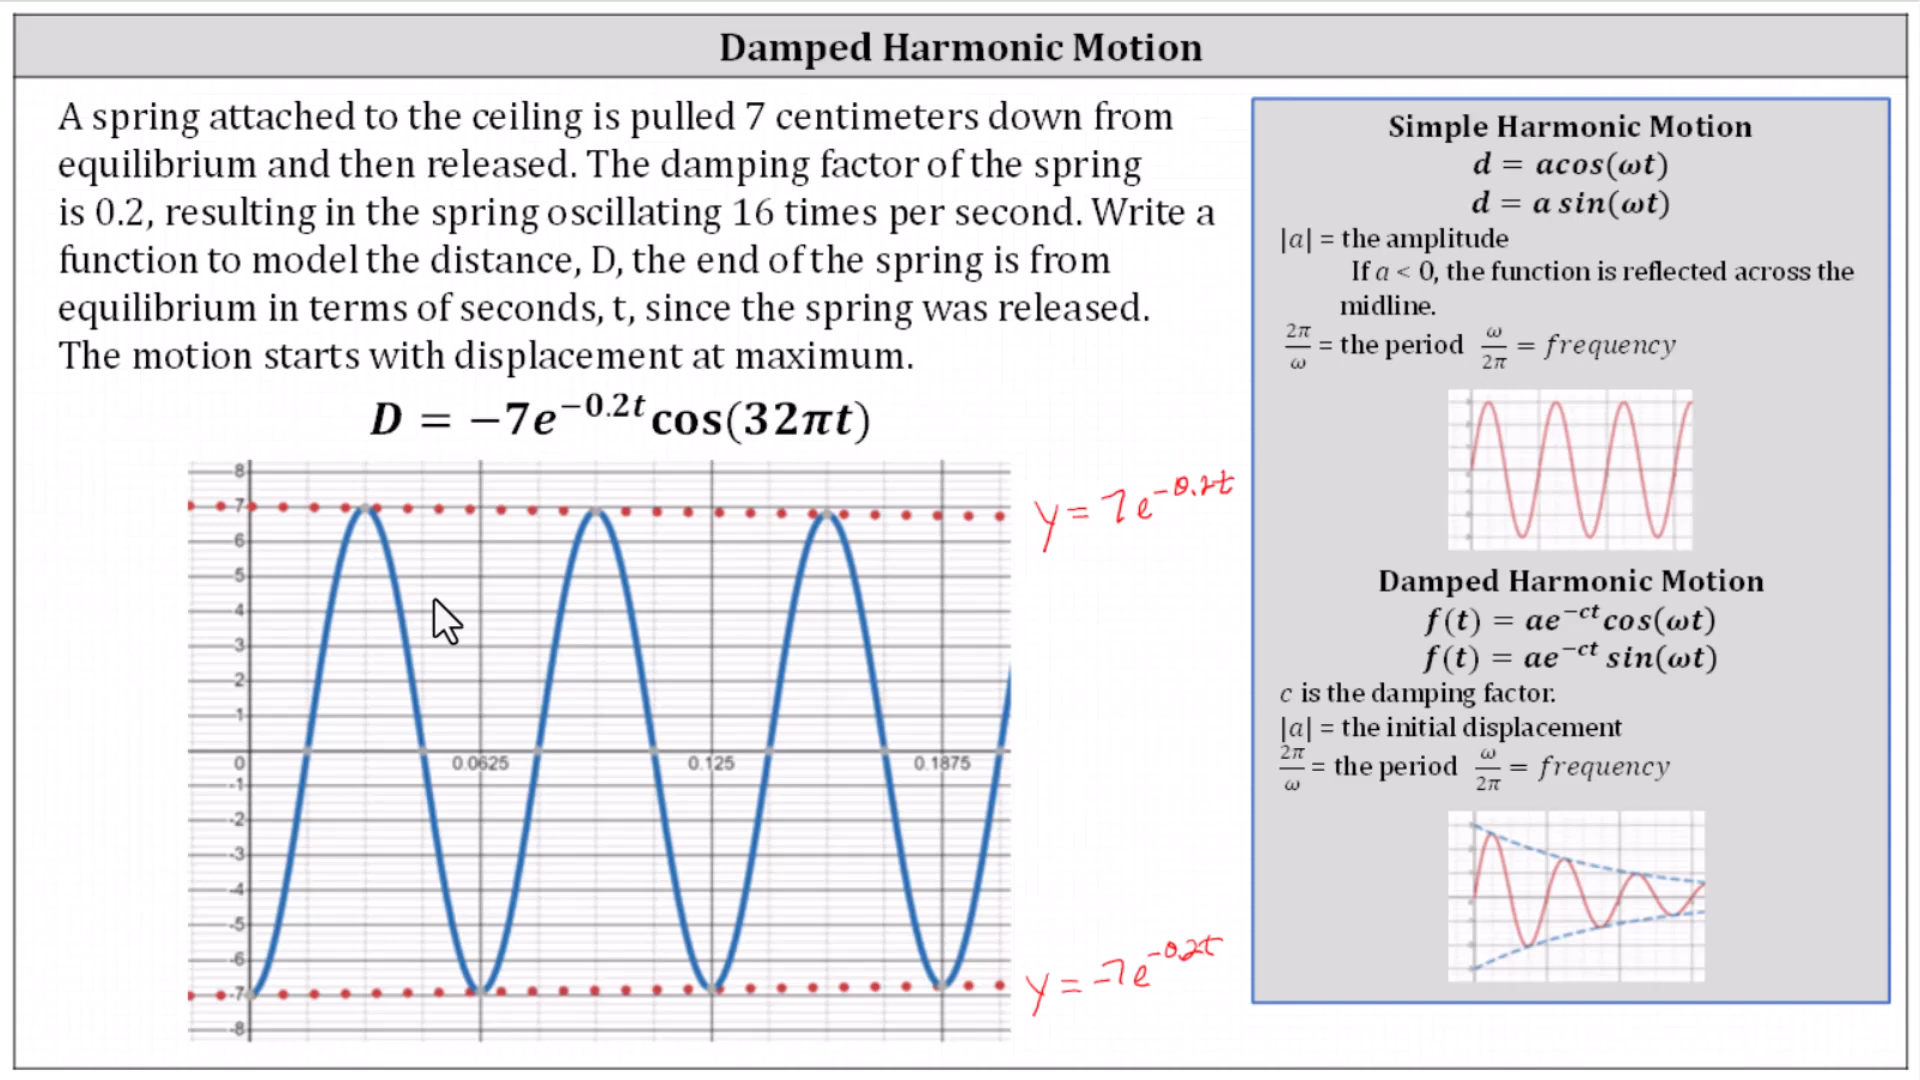 Damped Harmonic Motion
A spring attached to the ceiling is pulled 7 centimeters down from
equilibrium and then released. The damping factor of the spring
is 0.2, resulting in the spring oscillating 16 times per second. Write a
function to model the distance, D, the end of the spring is from
equilibrium in terms of seconds, t, since the spring was released.
The motion starts with displacement at maximum.
D = −7e^{−0.2t} cos(32πt)
8
7
6
5
4
3
2
1
0 0.0625 0.125 0.1875
-1
-2
-3
-4
-5
-6
-7
-8
y = 7e^{-0.2t}
y = -7e^{-0.2t}
Simple Harmonic Motion
d = acos(ωt)
d = a sin(ωt)
|a| = the amplitude
If a < 0, the function is reflected across the
midline.
2π/ω = the period ω/2π = frequency
Damped Harmonic Motion
f(t) = ae^{−ct} cos(ωt)
f(t) = ae^{−ct} sin(ωt)
c is the damping factor.
|a| = the initial displacement
2π/ω = the period ω/2π = frequency